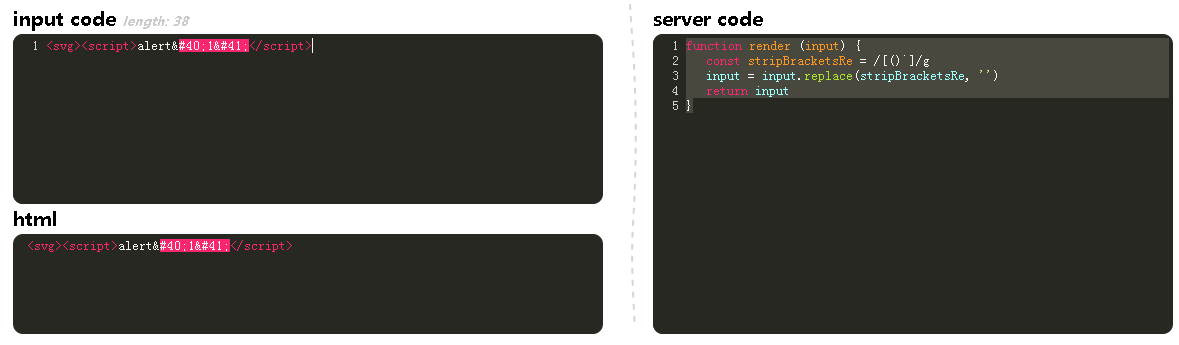 input code length: 38
1 <svg><script>alert&#40;1&#41;</script>
html
<svg><script>alert&#40;1&#41;</script>
server code
1 function render (input) {
2 const stripBracketsRe = /[()`]/g
3 input = input.replace(stripBracketsRe, '')
4 return input
5 }